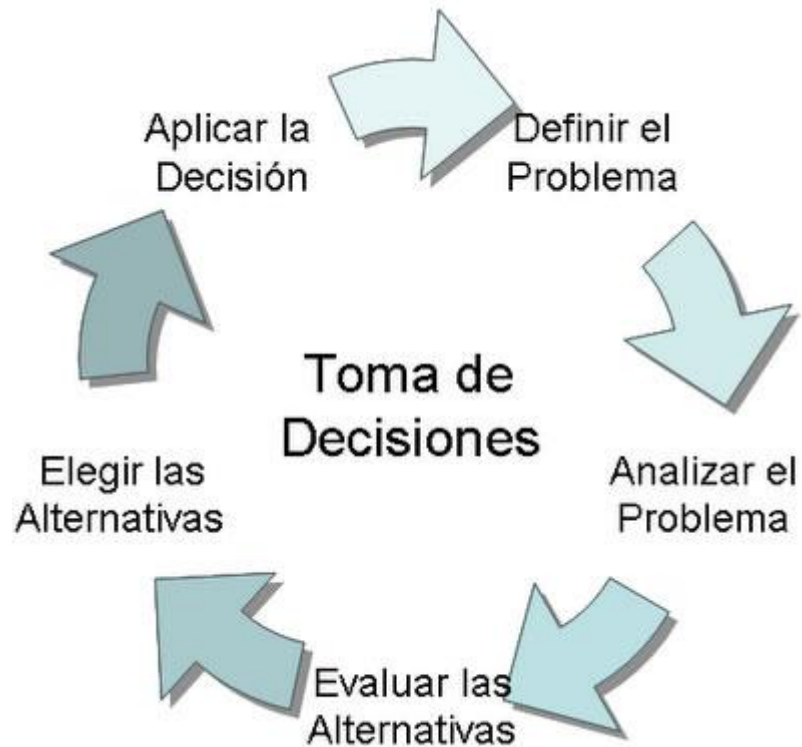 Aplicar la
Decisión
Definir el
Problema
Toma de
Decisiones
Elegir las
Alternativas
Analizar el
Problema
Evaluar las
Alternativas